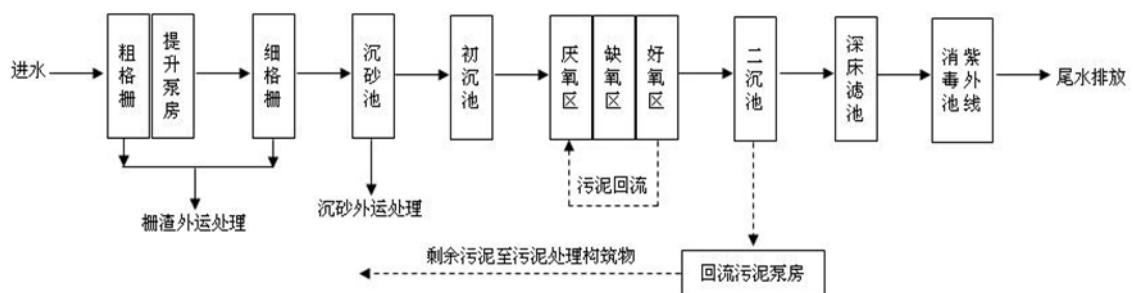 进水
粗格栅
提升泵房
细格栅
沉砂池
初沉池
厌氧区
缺氧区
好氧区
二沉池
深床滤池
紫外线
消毒池
尾水排放
污泥回流
栅渣外运处理
沉砂外运处理
剩余污泥至污泥处理构筑物
回流污泥泵房